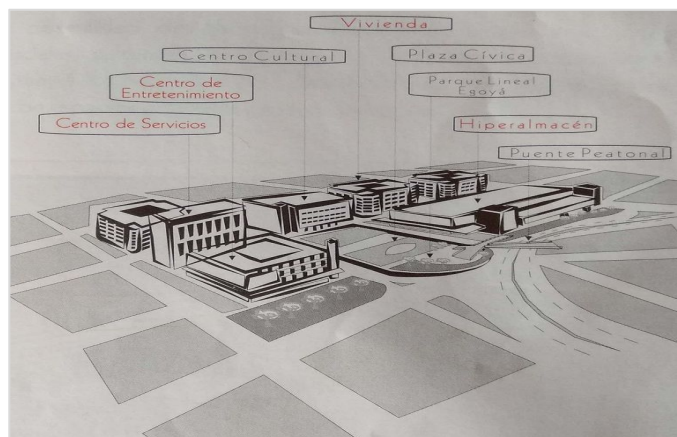 Vivienda
Centro Cultural
Plaza Cívica
Centro de
Entretenimiento
Parque Lineal
Egoyá
Centro de Servicios
Hiperalmacén
Puente Peatonal